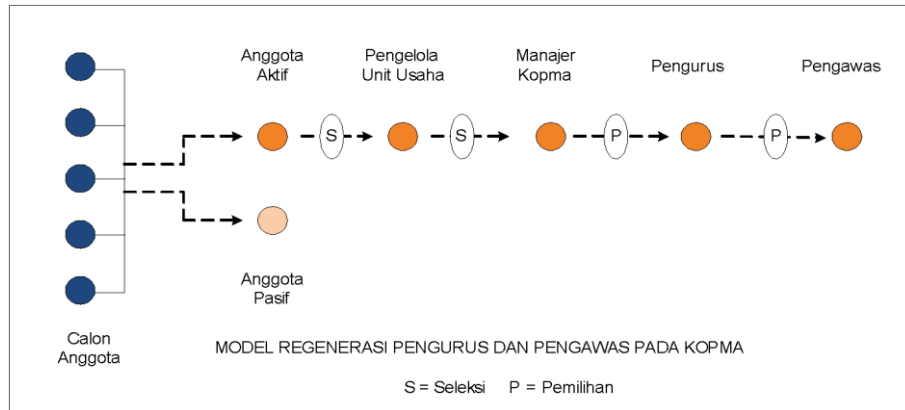 Anggota
Aktif
Pengelola
Unit Usaha
Manajer
Kopma
Pengurus
Pengawas
S
S
P
P
Anggota
Pasif
Calon
Anggota
MODEL REGENERASI PENGURUS DAN PENGAWAS PADA KOPMA
S = Seleksi P = Pemilihan